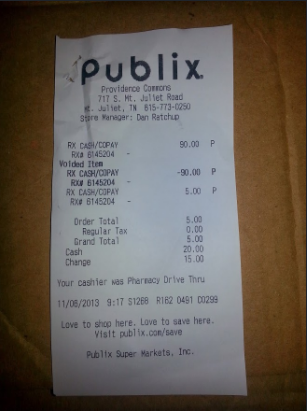 Publix.
Providence Commons
717 S. Mt. Juliet Road
Mt. Juliet, TN 815-773-0250
Store Manager: Dan Ratchup
RX CASH/COPAY 90.00 P
RX# 6145204 -
Voided Item
RX CASH/COPAY -90.00 P
RX# 6145204 -
RX CASH/COPAY 5.00 P
RX# 6145204 -
Order Total 5.00
Regular Tax 0.00
Grand Total 5.00
Cash 20.00
Change 15.00
Your cashier was Pharmacy Drive Thru
11/08/2013 9:17 S1268 R162 0491 C0299
Love to shop here. Love to save here.
Visit publix.com/save
Publix Super Markets, Inc.